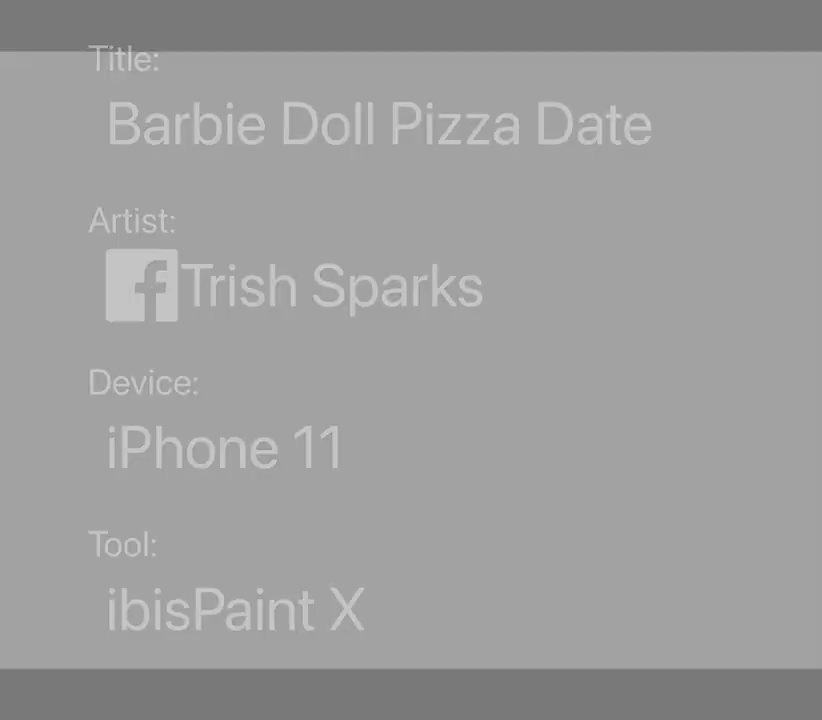 Title:
Barbie Doll Pizza Date
Artist:
Trish Sparks
Device:
iPhone 11
Tool:
ibisPaint X